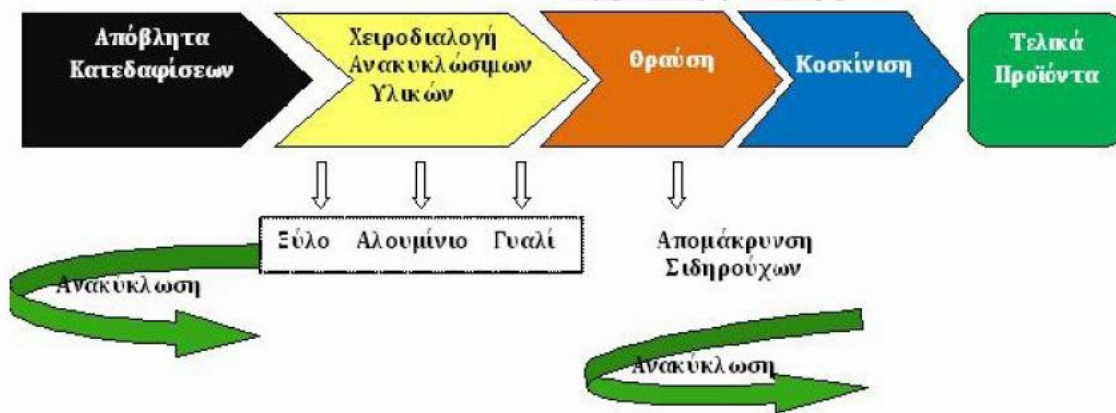 Απόβλητα
Κατεδαφίσεων
Χειροδιαλογή
Ανακυκλώσιμων
Υλικών
Θραύση
Κοσκίνιση
Τελικά
Προϊόντα
Ξύλο Αλουμίνιο Γυαλί
Απομάκρυνση
Σιδηρούχων
Ανακύκλωση
Ανακύκλωση